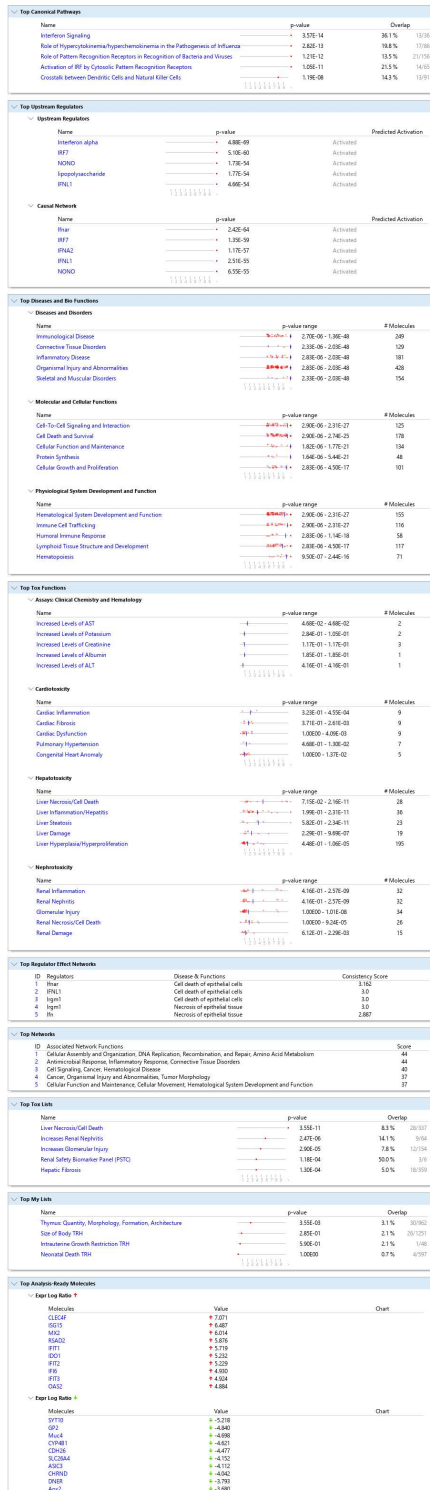 Top Canonical Pathways
Name p-value Overlap
Interferon Signaling 3.57E-14 36.1 % 13/36
Role of Hypercytokinemia/hyperchemokinemia in the Pathogenesis of Influenza 2.82E-13 19.8 % 17/86
Role of Pattern Recognition Receptors in Recognition of Bacteria and Viruses 1.21E-12 13.5 % 21/156
Activation of IRF by Cytosolic Pattern Recognition Receptors 1.05E-11 21.5 % 14/65
Crosstalk between Dendritic Cells and Natural Killer Cells 1.19E-08 14.3 % 13/91
Top Upstream Regulators
Upstream Regulators
Name p-value Predicted Activation
Interferon alpha 4.88E-69 Activated
IRF7 5.10E-60 Activated
NONO 1.73E-54 Activated
lipopolysaccharide 1.77E-54 Activated
IFNL1 4.66E-54 Activated
Causal Network
Name p-value Predicted Activation
Ifnar 2.42E-64 Activated
IRF7 1.35E-59 Activated
IFNA2 1.17E-57 Activated
IFNL1 2.51E-55 Activated
NONO 6.55E-55 Activated
Top Diseases and Bio Functions
Diseases and Disorders
Name p-value range # Molecules
Immunological Disease 2.70E-06 - 1.36E-48 249
Connective Tissue Disorders 2.33E-06 - 2.03E-48 129
Inflammatory Disease 2.83E-06 - 2.03E-48 181
Organismal Injury and Abnormalities 2.83E-06 - 2.03E-48 428
Skeletal and Muscular Disorders 2.33E-06 - 2.03E-48 154
Molecular and Cellular Functions
Name p-value range # Molecules
Cell-To-Cell Signaling and Interaction 2.90E-06 - 2.31E-27 125
Cell Death and Survival 2.90E-06 - 2.74E-25 178
Cellular Function and Maintenance 1.82E-06 - 1.77E-21 134
Protein Synthesis 1.64E-06 - 5.44E-21 48
Cellular Growth and Proliferation 2.83E-06 - 4.50E-17 101
Physiological System Development and Function
Name p-value range # Molecules
Hematological System Development and Function 2.90E-06 - 2.31E-27 155
Immune Cell Trafficking 2.90E-06 - 2.31E-27 116
Humoral Immune Response 2.83E-06 - 1.14E-18 58
Lymphoid Tissue Structure and Development 2.83E-06 - 4.50E-17 117
Hematopoiesis 9.50E-07 - 2.44E-16 71
Top Tox Functions
Assays: Clinical Chemistry and Hematology
Name p-value range # Molecules
Increased Levels of AST 4.68E-02 - 4.68E-02 2
Increased Levels of Potassium 2.84E-01 - 1.05E-01 2
Increased Levels of Creatinine 1.17E-01 - 1.17E-01 3
Increased Levels of Albumin 1.85E-01 - 1.85E-01 1
Increased Levels of ALT 4.16E-01 - 4.16E-01 1
Cardiotoxicity
Name p-value range # Molecules
Cardiac Inflammation 3.23E-01 - 4.55E-04 9
Cardiac Fibrosis 3.71E-01 - 2.61E-03 9
Cardiac Dysfunction 1.00E00 - 4.09E-03 9
Pulmonary Hypertension 4.68E-01 - 1.30E-02 7
Congenital Heart Anomaly 1.00E00 - 1.37E-02 5
Hepatotoxicity
Name p-value range # Molecules
Liver Necrosis/Cell Death 7.15E-02 - 2.16E-11 28
Liver Inflammation/Hepatitis 1.99E-01 - 2.31E-11 36
Liver Steatosis 5.82E-01 - 2.34E-11 23
Liver Damage 2.29E-01 - 9.69E-07 19
Liver Hyperplasia/Hyperproliferation 4.48E-01 - 1.06E-05 195
Nephrotoxicity
Name p-value range # Molecules
Renal Inflammation 4.16E-01 - 2.57E-09 32
Renal Nephritis 4.16E-01 - 2.57E-09 32
Glomerular Injury 1.00E00 - 1.01E-08 34
Renal Necrosis/Cell Death 1.00E00 - 9.24E-05 26
Renal Damage 6.12E-01 - 2.29E-03 15
Top Regulator Effect Networks
ID Regulators Disease & Functions Consistency Score
1 Ifnar Cell death of epithelial cells 3.162
2 IFNL1 Cell death of epithelial cells 3.0
3 Irgm1 Cell death of epithelial cells 3.0
4 Irgm1 Necrosis of epithelial tissue 3.0
5 Ifn Necrosis of epithelial tissue 2.887
Top Networks
ID Associated Network Functions Score
1 Cellular Assembly and Organization, DNA Replication, Recombination, and Repair, Amino Acid Metabolism 44
2 Antimicrobial Response, Inflammatory Response, Connective Tissue Disorders 44
3 Cell Signaling, Cancer, Hematological Disease 40
4 Cancer, Organismal Injury and Abnormalities, Tumor Morphology 37
5 Cellular Function and Maintenance, Cellular Movement, Hematological System Development and Function 37
Top Tox Lists
Name p-value Overlap
Liver Necrosis/Cell Death 3.55E-11 8.3 % 28/337
Increases Renal Nephritis 2.47E-06 14.1 % 9/64
Increases Glomerular Injury 2.90E-05 7.8 % 12/154
Renal Safety Biomarker Panel (PSTC) 1.18E-04 50.0 % 3/6
Hepatic Fibrosis 1.30E-04 5.0 % 18/359
Top My Lists
Name p-value Overlap
Thymus: Quantity, Morphology, Formation, Architecture 3.55E-03 3.1 % 30/962
Size of Body TRH 2.85E-01 2.1 % 26/1251
Intrauterine Growth Restriction TRH 5.90E-01 2.1 % 1/48
Neonatal Death TRH 1.00E00 0.7 % 4/597
Top Analysis-Ready Molecules
Expr Log Ratio ↑
Molecules Value Chart
CLEC4F ↑ 7.071
ISG15 ↑ 6.487
MX2 ↑ 6.014
RSAD2 ↑ 5.876
IFIT1 ↑ 5.719
IDO1 ↑ 5.232
IFIT2 ↑ 5.229
IFI6 ↑ 4.930
IFIT3 ↑ 4.924
OAS2 ↑ 4.884
Expr Log Ratio ↓
Molecules Value Chart
SYT10 ↓ -5.218
GP2 ↓ -4.840
Muc4 ↓ -4.698
CYP4B1 ↓ -4.621
CDH26 ↓ -4.477
SLC26A4 ↓ -4.152
ASIC3 ↓ -4.112
CHRND ↓ -4.042
DNER ↓ -3.793
↓ -3.680